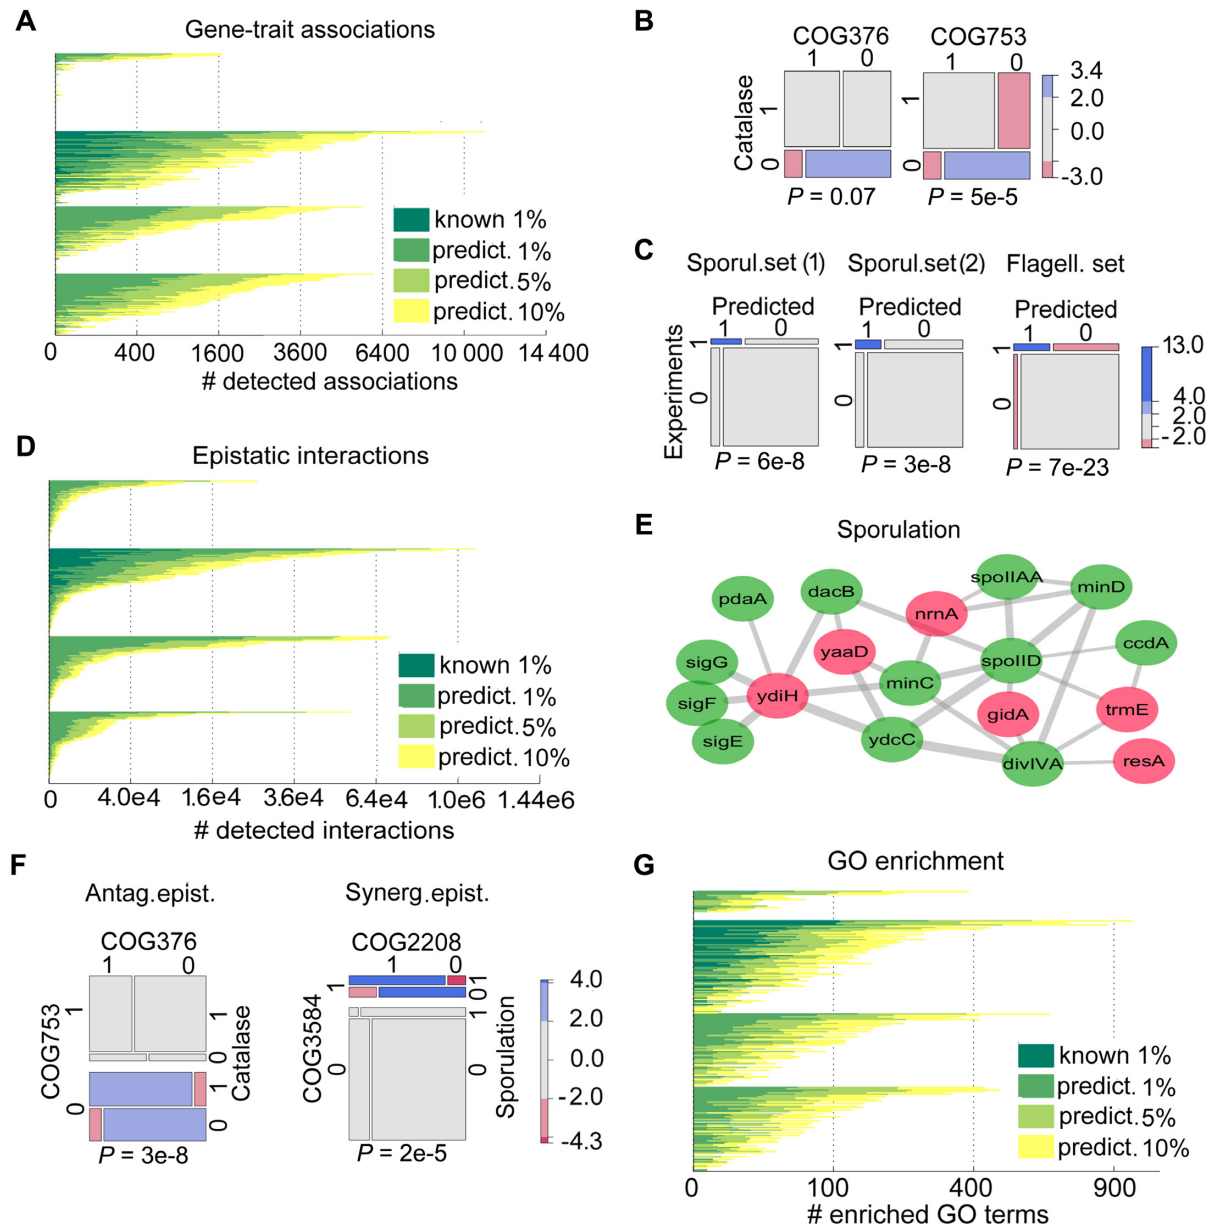 A
Gene-trait associations
known 1%
predict. 1%
predict. 5%
predict. 10%
0 400 1600 3600 6400 10 000 14 400
# detected associations
B
COG376 COG753
1 0 1 0
Catalase
1
0
1
0
3.4
2.0
0.0
-3.0
P = 0.07
P = 5e-5
C
Sporul.set (1) Sporul.set(2) Flagell. set
Predicted Predicted Predicted
1 0 1 0 1 0
Experiments
1
0
1
0
1
0
13.0
4.0
2.0
-2.0
P = 6e-8
P = 3e-8
P = 7e-23
D
Epistatic interactions
known 1%
predict. 1%
predict. 5%
predict. 10%
0 4.0e4 1.6e4 3.6e4 6.4e4 1.0e6 1.44e6
# detected interactions
E
Sporulation
spoIIAA
minD
pdaA
dacB
nrnA
ccdA
yaaD
sigG
spoIID
minC
ydiH
sigF
gidA
trmE
sigE
ydcC
divIVA
resA
F
Antag.epist.
COG376
1 0
COG753
1
0
Catalase
1
0
1
0
P = 3e-8
Synerg.epist.
COG2208
1 0
COG3584
1
0
Sporulation
1
0
1
0
P = 2e-5
4.0
2.0
0.0
-2.0
-4.3
G
GO enrichment
known 1%
predict. 1%
predict. 5%
predict. 10%
0 100 400 900
# enriched GO terms